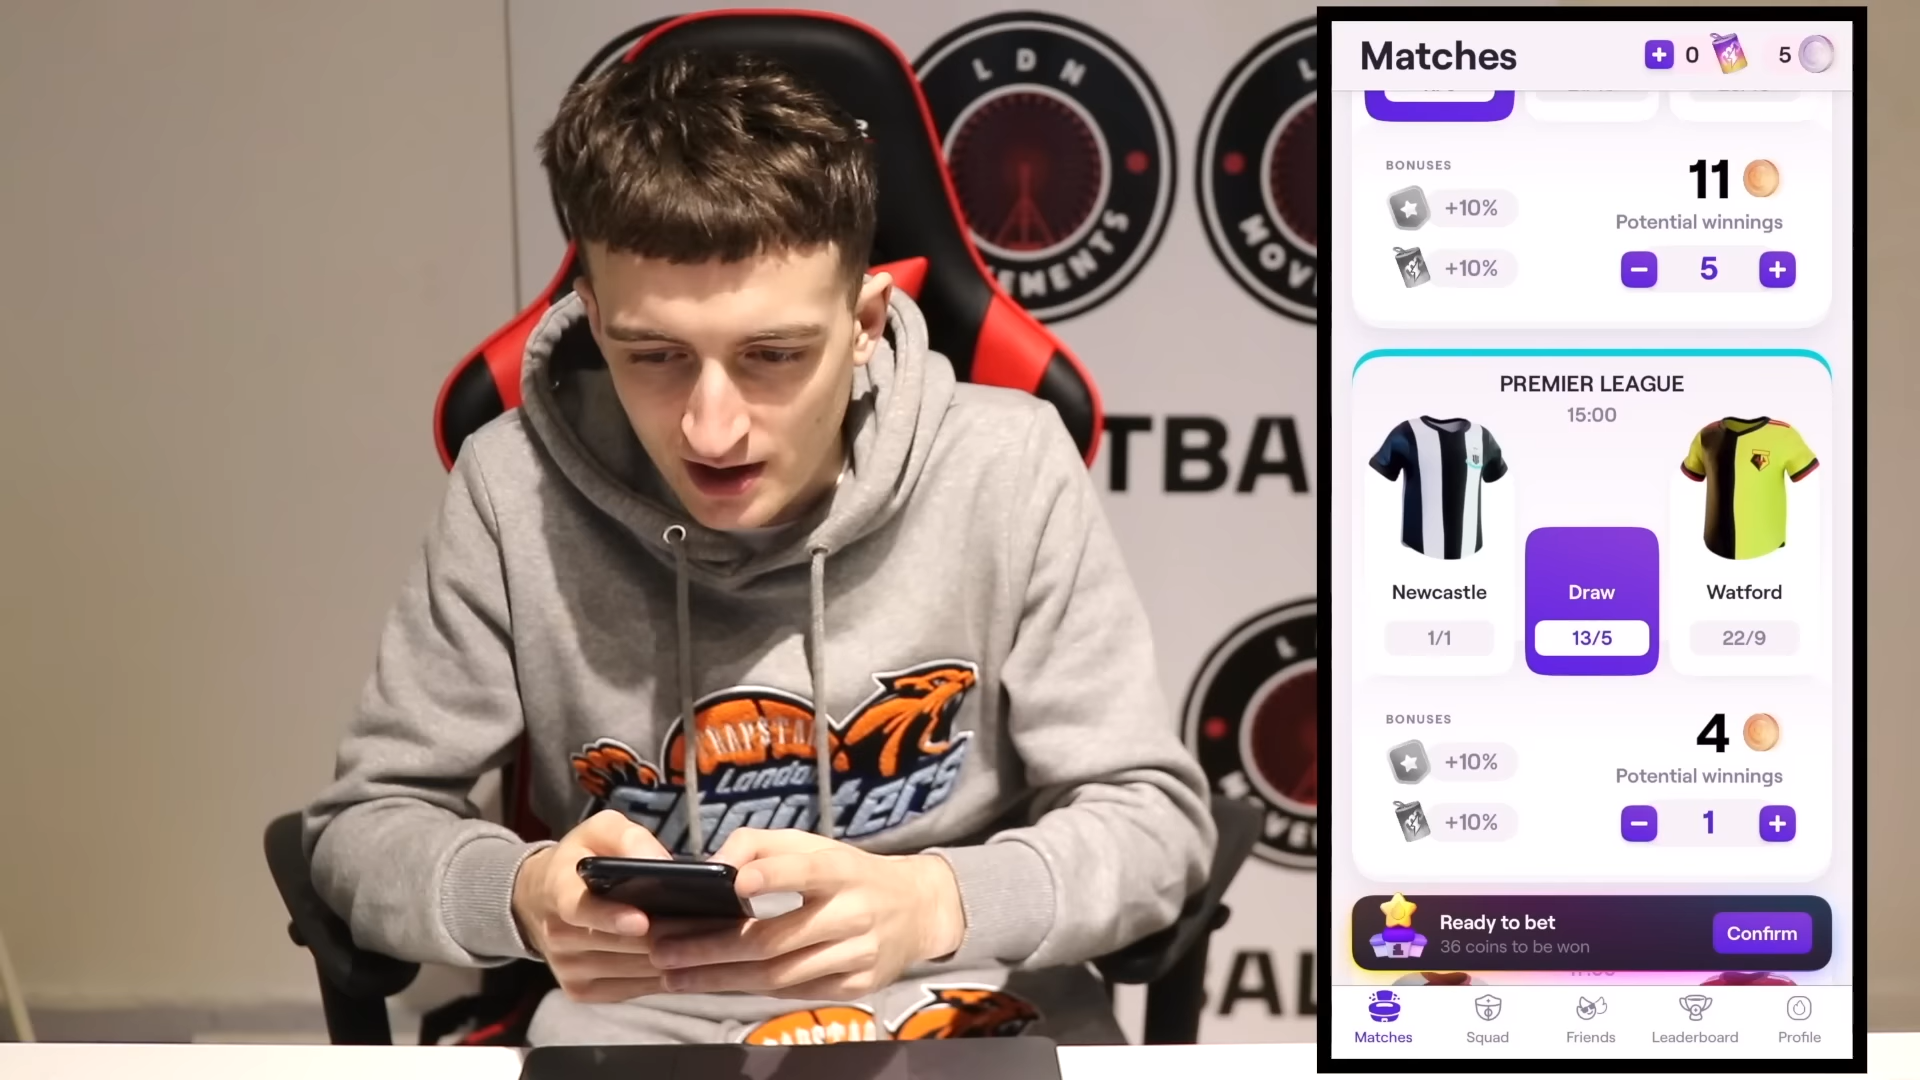 Matches
0
5
BONUSES
11
+10%
Potential winnings
+10%
5
PREMIER LEAGUE
15:00
Newcastle
Draw
Watford
1/1
13/5
22/9
BONUSES
4
+10%
Potential winnings
+10%
1
Ready to bet
36 coins to be won
Confirm
Matches
Squad
Friends
Leaderboard
Profile
LDN
TBA
London
Shooters